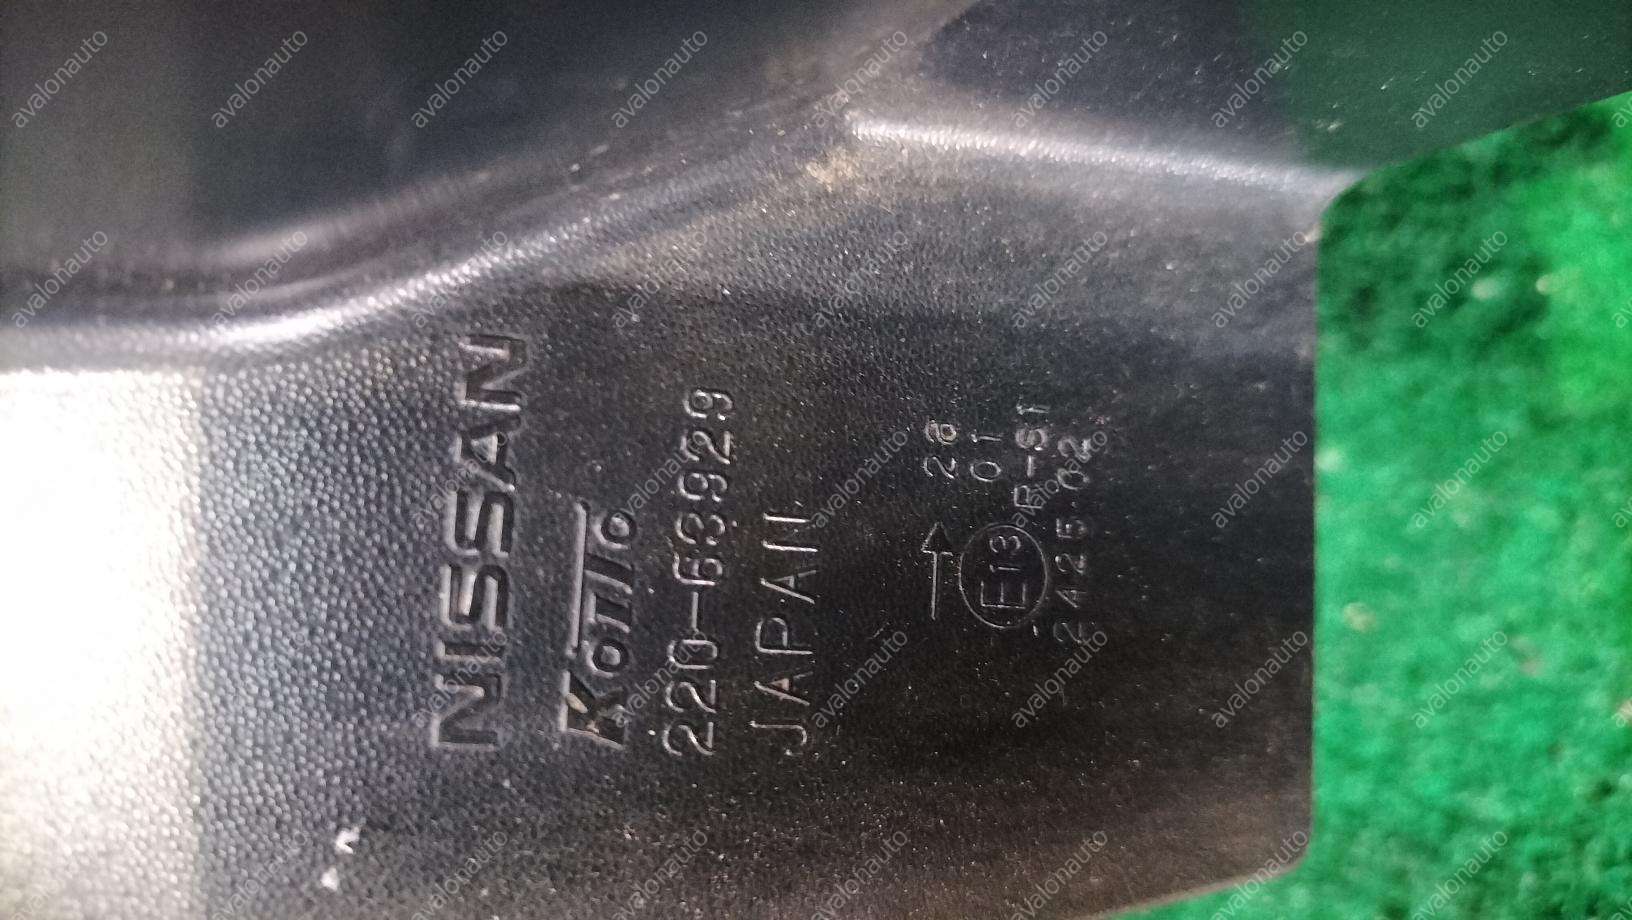 NISSAN
KOITO
220-63929
JAPAN
→ 2a
E13 01
R-S1
2425.02
avalonauto